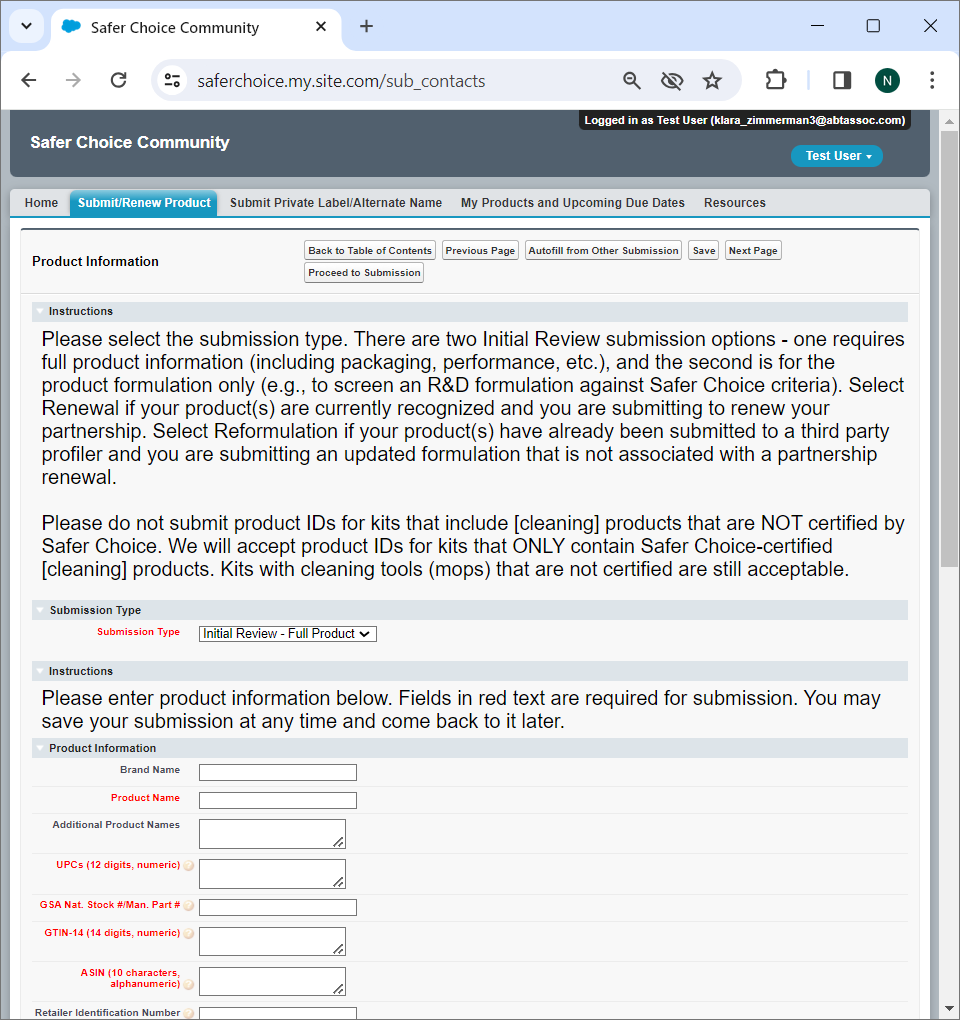 Safer Choice Community
saferchoice.my.site.com/sub_contacts
N
Logged in as Test User (klara_zimmerman3@abtassoc.com)
Safer Choice Community
Test User
Home Submit/Renew Product Submit Private Label/Alternate Name My Products and Upcoming Due Dates Resources
Product Information
Back to Table of Contents Previous Page Autofill from Other Submission Save Next Page
Proceed to Submission
Instructions
Please select the submission type. There are two Initial Review submission options - one requires
full product information (including packaging, performance, etc.), and the second is for the
product formulation only (e.g., to screen an R&D formulation against Safer Choice criteria). Select
Renewal if your product(s) are currently recognized and you are submitting to renew your
partnership. Select Reformulation if your product(s) have already been submitted to a third party
profiler and you are submitting an updated formulation that is not associated with a partnership
renewal.
Please do not submit product IDs for kits that include [cleaning] products that are NOT certified by
Safer Choice. We will accept product IDs for kits that ONLY contain Safer Choice-certified
[cleaning] products. Kits with cleaning tools (mops) that are not certified are still acceptable.
Submission Type
Submission Type Initial Review - Full Product
Instructions
Please enter product information below. Fields in red text are required for submission. You may
save your submission at any time and come back to it later.
Product Information
Brand Name
Product Name
Additional Product Names
UPCs (12 digits, numeric)
GSA Nat. Stock #/Man. Part #
GTIN-14 (14 digits, numeric)
ASIN (10 characters,
alphanumeric)
Retailer Identification Number